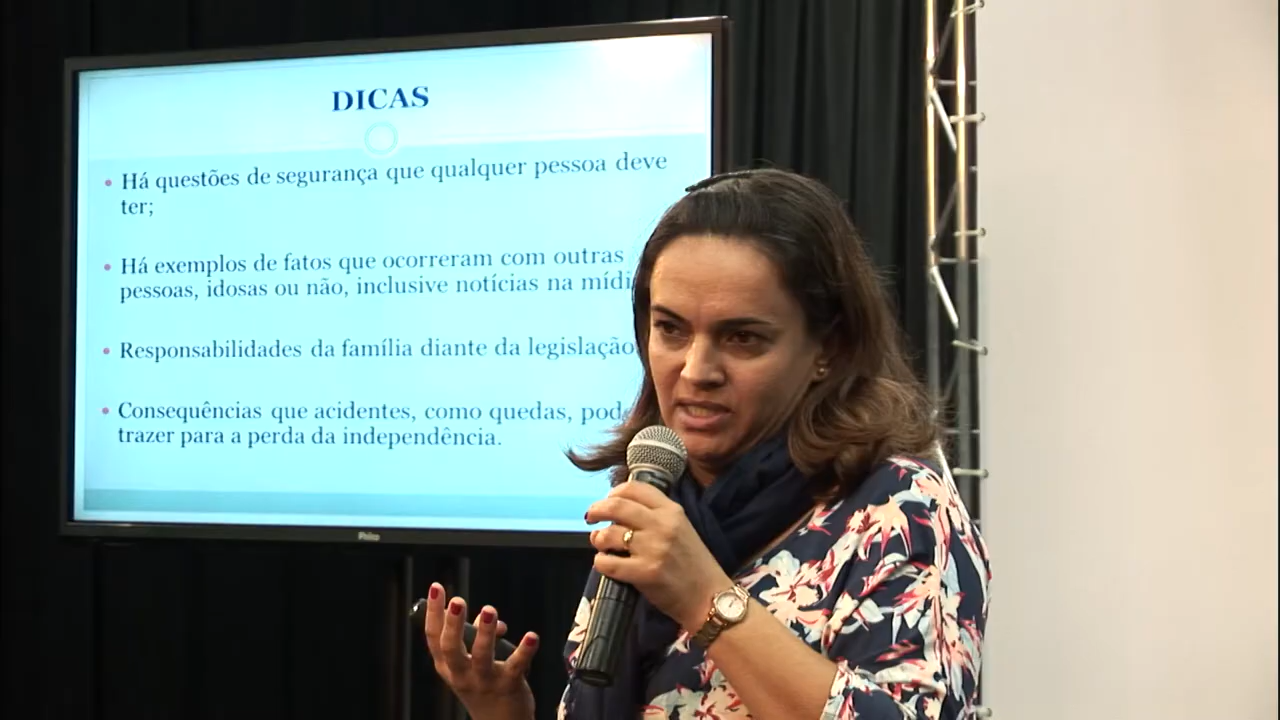 DICAS
• Há questões de segurança que qualquer pessoa deve
ter;
• Há exemplos de fatos que ocorreram com outras
pessoas, idosas ou não, inclusive notícias na
• Responsabilidades da família diante da legislação
• Consequências que acidentes, como quedas,
trazer para a perda da independência.
Philco